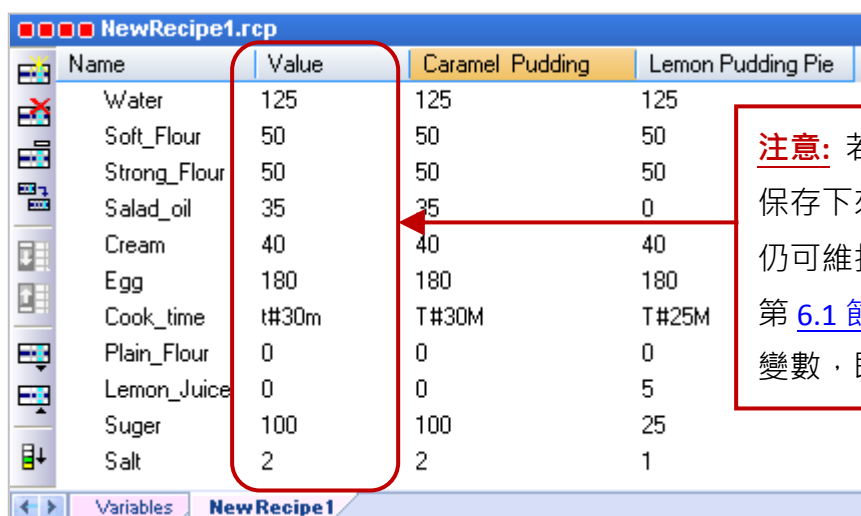 NewRecipe1.rcp
Name Value Caramel Pudding Lemon Pudding Pie
Water 125 125 125
Soft_Flour 50 50 50
Strong_Flour 50 50 50
Salad_oil 35 35 0
Cream 40 40 40
Egg 180 180 180
Cook_time t#30m T#30M T#25M
Plain_Flour 0 0 0
Lemon_Juice 0 0 5
Suger 100 100 25
Salt 2 2 1
注意: 若
保存下
仍可維
第 6.1 節
變數，
Variables NewRecipe1